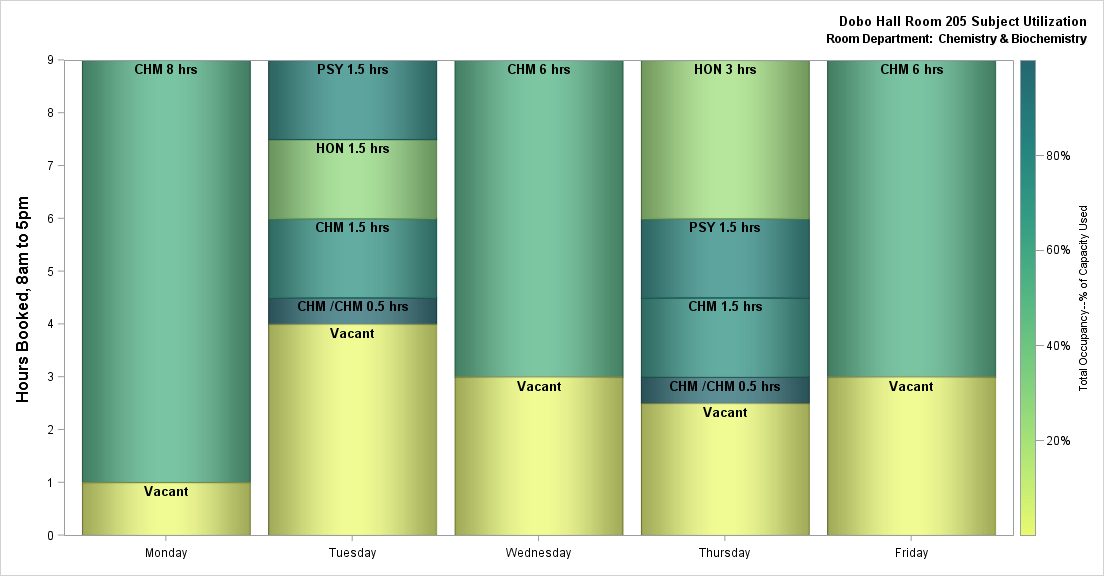 Dobo Hall Room 205 Subject Utilization
Room Department: Chemistry & Biochemistry
Hours Booked, 8am to 5pm
9
8
7
6
5
4
3
2
1
0
CHM 8 hrs
Vacant
PSY 1.5 hrs
HON 1.5 hrs
CHM 1.5 hrs
CHM /CHM 0.5 hrs
Vacant
CHM 6 hrs
Vacant
HON 3 hrs
PSY 1.5 hrs
CHM 1.5 hrs
CHM /CHM 0.5 hrs
Vacant
CHM 6 hrs
Vacant
Monday
Tuesday
Wednesday
Thursday
Friday
80%
60%
40%
20%
Total Occupancy--% of Capacity Used